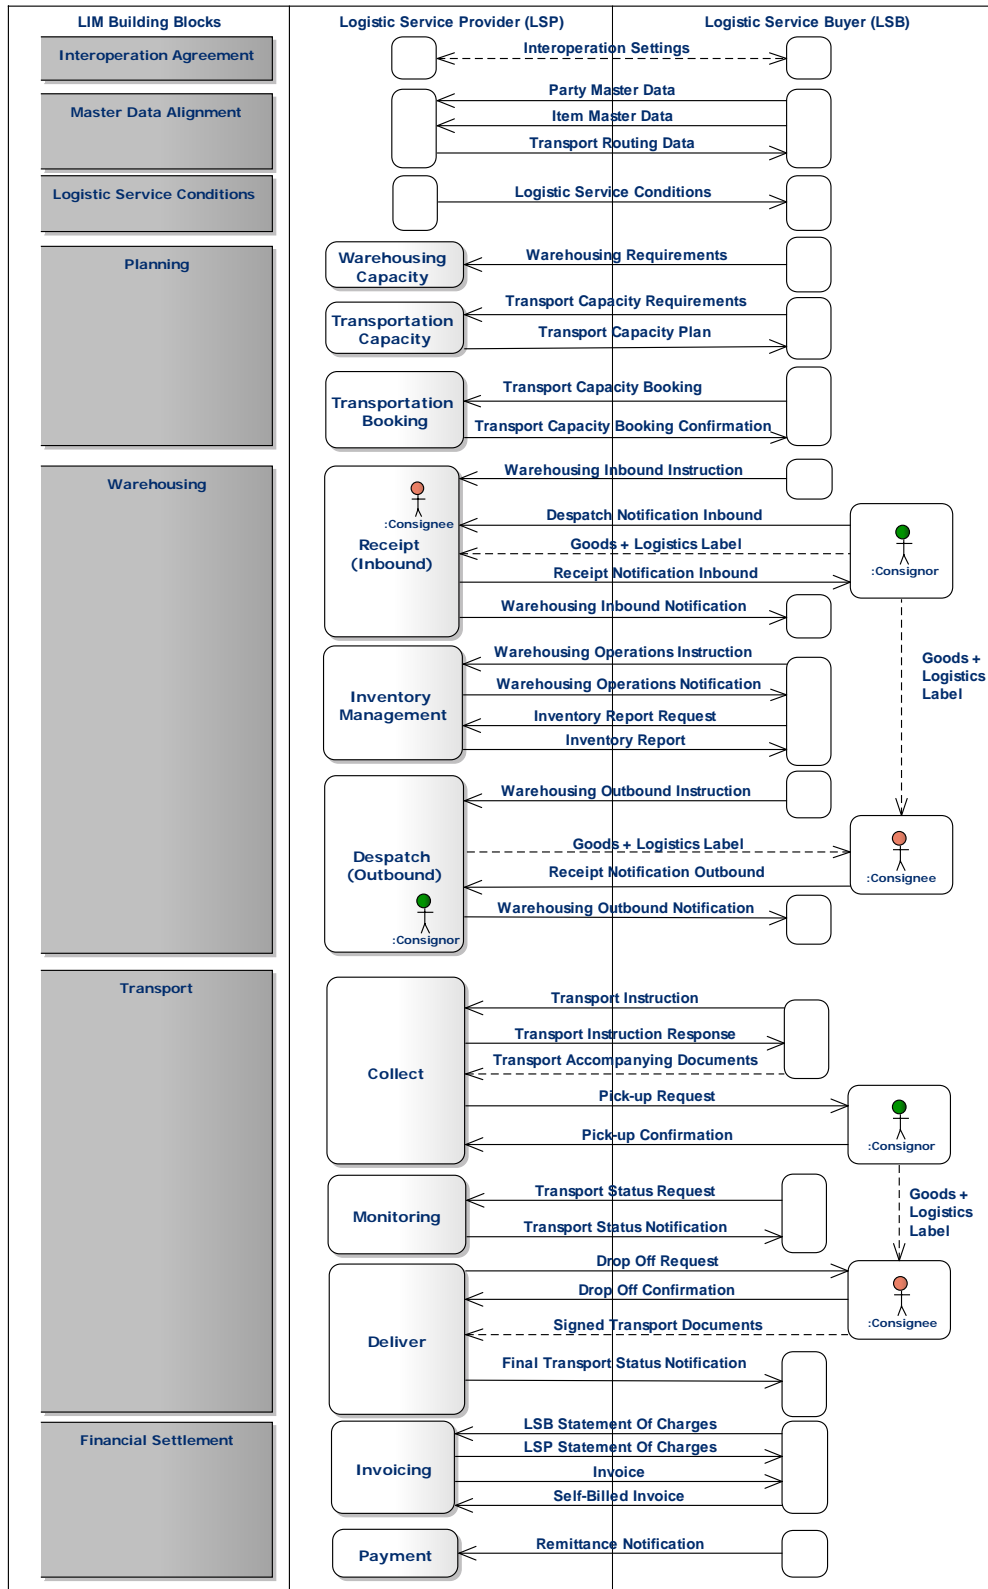 LIM Building Blocks
Logistic Service Provider (LSP)
Logistic Service Buyer (LSB)
Interoperation Agreement
Interoperation Settings
Master Data Alignment
Party Master Data
Item Master Data
Transport Routing Data
Logistic Service Conditions
Logistic Service Conditions
Planning
Warehousing
Capacity
Warehousing Requirements
Transportation
Capacity
Transport Capacity Requirements
Transport Capacity Plan
Transportation
Booking
Transport Capacity Booking
Transport Capacity Booking Confirmation
Warehousing
:Consignee
Receipt
(Inbound)
Warehousing Inbound Instruction
Despatch Notification Inbound
Goods + Logistics Label
Receipt Notification Inbound
Warehousing Inbound Notification
:Consignor
Goods +
Logistics
Label
Inventory
Management
Warehousing Operations Instruction
Warehousing Operations Notification
Inventory Report Request
Inventory Report
Despatch
(Outbound)
:Consignor
Warehousing Outbound Instruction
Goods + Logistics Label
Receipt Notification Outbound
Warehousing Outbound Notification
:Consignee
Transport
Collect
Transport Instruction
Transport Instruction Response
Transport Accompanying Documents
Pick-up Request
Pick-up Confirmation
:Consignor
Goods +
Logistics
Label
Monitoring
Transport Status Request
Transport Status Notification
Deliver
Drop Off Request
Drop Off Confirmation
Signed Transport Documents
Final Transport Status Notification
:Consignee
Financial Settlement
Invoicing
LSB Statement Of Charges
LSP Statement Of Charges
Invoice
Self-Billed Invoice
Payment
Remittance Notification